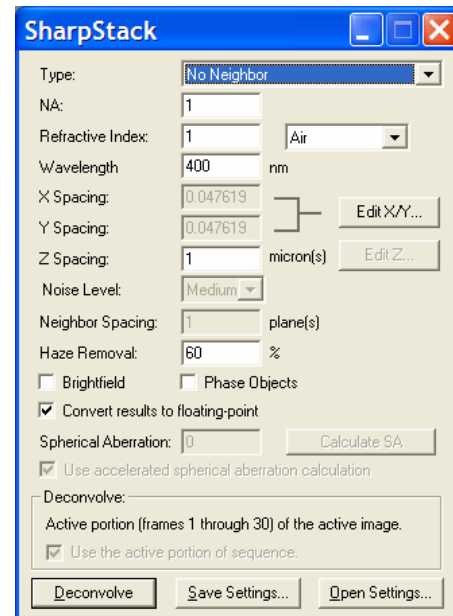 SharpStack
Type: No Neighbor
NA: 1
Refractive Index: 1 Air
Wavelength 400 nm
X Spacing: 0.047619
Edit X/Y...
Y Spacing: 0.047619
Z Spacing: 1 micron(s) Edit Z...
Noise Level: Medium
Neighbor Spacing: 1 plane(s)
Haze Removal: 60 %
Brightfield Phase Objects
Convert results to floating-point
Spherical Aberration: 0 Calculate SA
Use accelerated spherical aberration calculation
Deconvolve:
Active portion (frames 1 through 30) of the active image.
Use the active portion of sequence.
Deconvolve Save Settings... Open Settings...